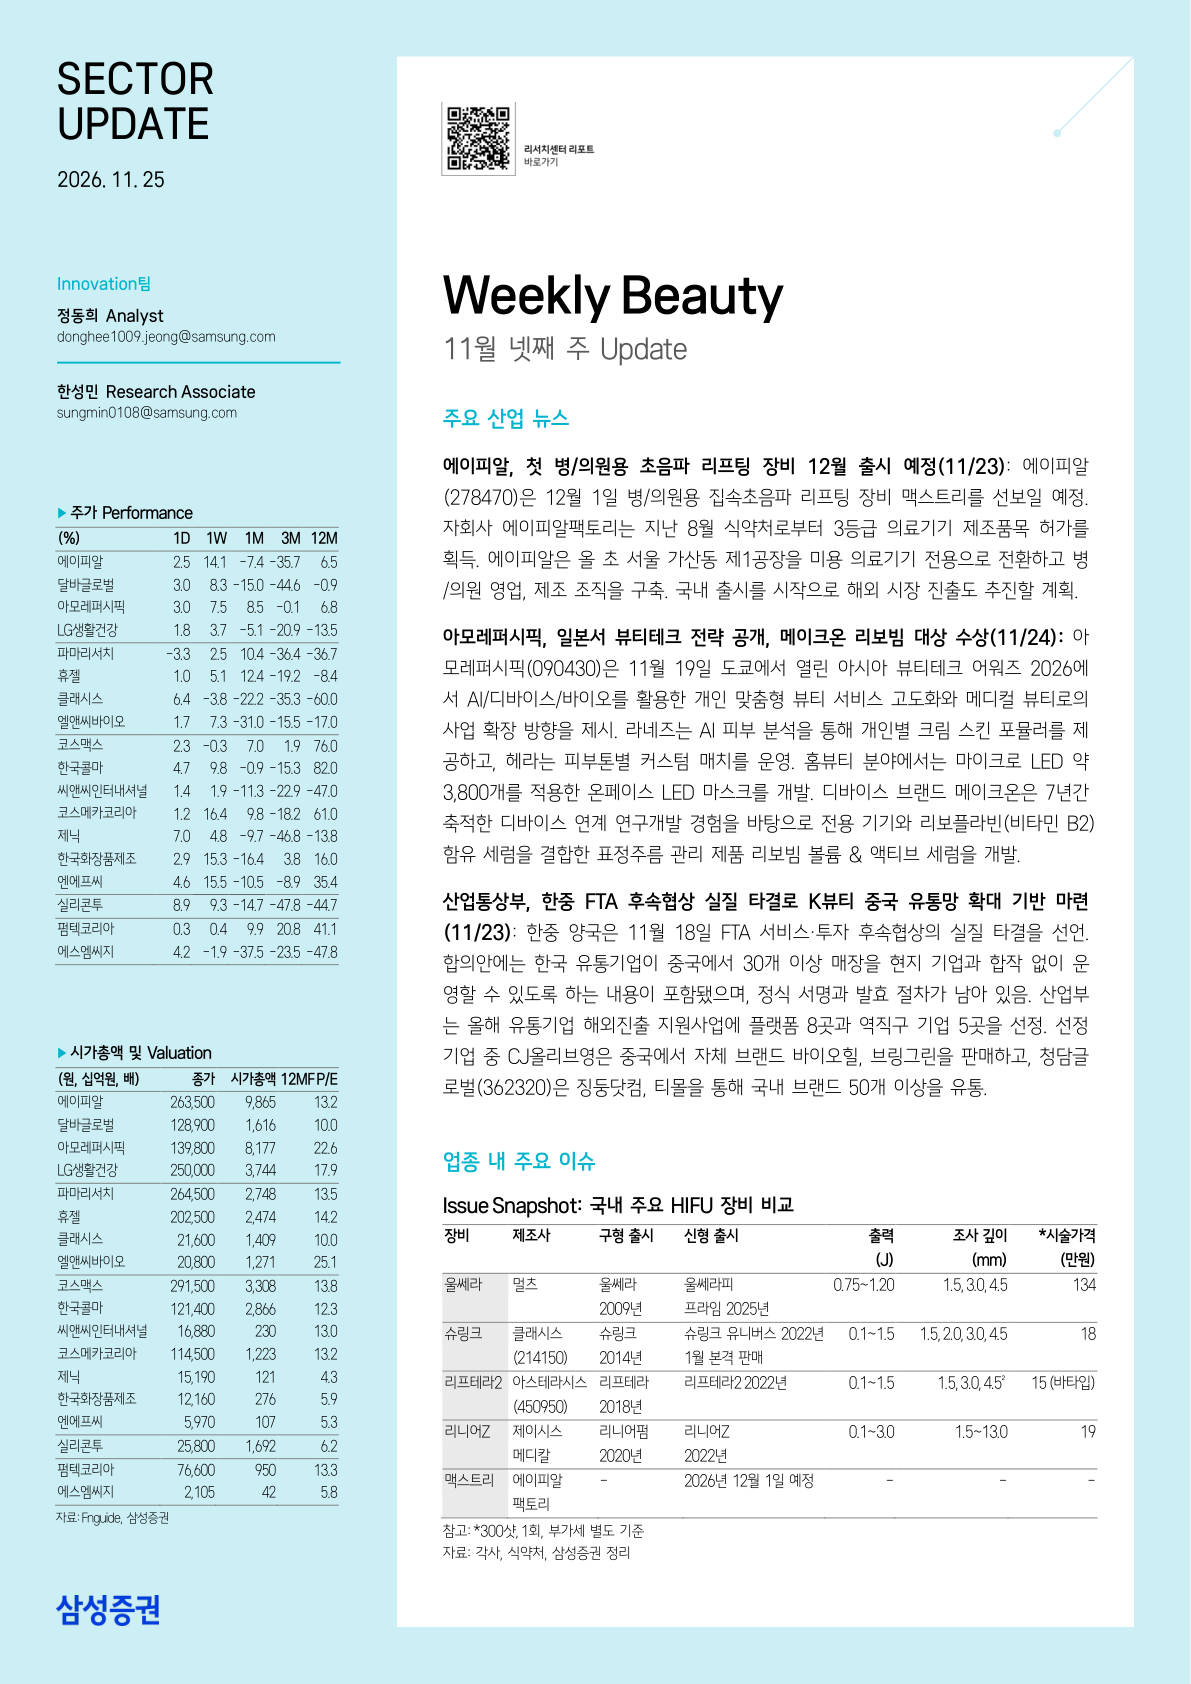 SECTOR
UPDATE
2026. 11. 25
Innovation팀
정동희 Analyst
donghee1009.jeong@samsung.com
한성민 Research Associate
sungmin0108@samsung.com
▶ 주가 Performance
(%) 1D 1W 1M 3M 12M
에이피알 2.5 14.1 -7.4 -35.7 6.5
달바글로벌 3.0 8.3 -15.0 -44.6 -0.9
아모레퍼시픽 3.0 7.5 8.5 -0.1 6.8
LG생활건강 1.8 3.7 -5.1 -20.9 -13.5
파마리서치 -3.3 2.5 10.4 -36.4 -36.7
휴젤 1.0 5.1 12.4 -19.2 -8.4
클래시스 6.4 -3.8 -22.2 -35.3 -60.0
엘앤씨바이오 1.7 7.3 -31.0 -15.5 -17.0
코스맥스 2.3 -0.3 7.0 1.9 76.0
한국콜마 4.7 9.8 -0.9 -15.3 82.0
씨앤씨인터내셔널 1.4 1.9 -11.3 -22.9 -47.0
코스메카코리아 1.2 16.4 9.8 -18.2 61.0
제닉 7.0 4.8 -9.7 -46.8 -13.8
한국화장품제조 2.9 15.3 -16.4 3.8 16.0
엔에프씨 4.6 15.5 -10.5 -8.9 35.4
실리콘투 8.9 9.3 -14.7 -47.8 -44.7
펌텍코리아 0.3 0.4 9.9 20.8 41.1
에스엠씨지 4.2 -1.9 -37.5 -23.5 -47.8
▶ 시가총액 및 Valuation
(원, 십억원, 배) 종가 시가총액 12MF P/E
에이피알 263,500 9,865 13.2
달바글로벌 128,900 1,616 10.0
아모레퍼시픽 139,800 8,177 22.6
LG생활건강 250,000 3,744 17.9
파마리서치 264,500 2,748 13.5
휴젤 202,500 2,474 14.2
클래시스 21,600 1,409 10.0
엘앤씨바이오 20,800 1,271 25.1
코스맥스 291,500 3,308 13.8
한국콜마 121,400 2,866 12.3
씨앤씨인터내셔널 16,880 230 13.0
코스메카코리아 114,500 1,223 13.2
제닉 15,190 121 4.3
한국화장품제조 12,160 276 5.9
엔에프씨 5,970 107 5.3
실리콘투 25,800 1,692 6.2
펌텍코리아 76,600 950 13.3
에스엠씨지 2,105 42 5.8
자료: Fnguide, 삼성증권
삼성증권
리서치센터 리포트
바로가기
Weekly Beauty
11월 넷째 주 Update
주요 산업 뉴스
에이피알, 첫 병/의원용 초음파 리프팅 장비 12월 출시 예정(11/23): 에이피알
(278470)은 12월 1일 병/의원용 집속초음파 리프팅 장비 맥스트리를 선보일 예정.
자회사 에이피알팩토리는 지난 8월 식약처로부터 3등급 의료기기 제조품목 허가를
획득. 에이피알은 올 초 서울 가산동 제1공장을 미용 의료기기 전용으로 전환하고 병
/의원 영업, 제조 조직을 구축. 국내 출시를 시작으로 해외 시장 진출도 추진할 계획.
아모레퍼시픽, 일본서 뷰티테크 전략 공개, 메이크온 리보빔 대상 수상(11/24): 아
모레퍼시픽(090430)은 11월 19일 도쿄에서 열린 아시아 뷰티테크 어워즈 2026에
서 AI/디바이스/바이오를 활용한 개인 맞춤형 뷰티 서비스 고도화와 메디컬 뷰티로의
사업 확장 방향을 제시. 라네즈는 AI 피부 분석을 통해 개인별 크림 스킨 포뮬러를 제
공하고, 헤라는 피부톤별 커스텀 매치를 운영. 홈뷰티 분야에서는 마이크로 LED 약
3,800개를 적용한 온페이스 LED 마스크를 개발. 디바이스 브랜드 메이크온은 7년간
축적한 디바이스 연계 연구개발 경험을 바탕으로 전용 기기와 리보플라빈(비타민 B2)
함유 세럼을 결합한 표정주름 관리 제품 리보빔 볼륨 & 액티브 세럼을 개발.
산업통상부, 한중 FTA 후속협상 실질 타결로 K뷰티 중국 유통망 확대 기반 마련
(11/23): 한중 양국은 11월 18일 FTA 서비스·투자 후속협상의 실질 타결을 선언.
합의안에는 한국 유통기업이 중국에서 30개 이상 매장을 현지 기업과 합작 없이 운
영할 수 있도록 하는 내용이 포함됐으며, 정식 서명과 발효 절차가 남아 있음. 산업부
는 올해 유통기업 해외진출 지원사업에 플랫폼 8곳과 역직구 기업 5곳을 선정. 선정
기업 중 CJ올리브영은 중국에서 자체 브랜드 바이오힐, 브링그린을 판매하고, 청담글
로벌(362320)은 징둥닷컴, 티몰을 통해 국내 브랜드 50개 이상을 유통.
업종 내 주요 이슈
Issue Snapshot: 국내 주요 HIFU 장비 비교
장비 제조사 구형 출시 신형 출시 출력 조사 깊이 *시술가격
(J) (mm) (만원)
울쎄라 멀츠 울쎄라 울쎄라피 0.75~1.20 1.5, 3.0, 4.5 134
2009년 프라임 2025년
슈링크 클래시스 슈링크 슈링크 유니버스 2022년 0.1~1.5 1.5, 2.0, 3.0, 4.5 18
(214150) 2014년 1월 본격 판매
리프테라2 아스테라시스 리프테라 리프테라2 2022년 0.1~1.5 1.5, 3.0, 4.5² 15 (바타입)
(450950) 2018년
리니어Z 제이시스 리니어펌 리니어Z 0.1~3.0 1.5~13.0 19
메디칼 2020년 2022년
맥스트리 에이피알 - 2026년 12월 1일 예정 - - -
팩토리
참고: *300샷, 1회, 부가세 별도 기준
자료: 각사, 식약처, 삼성증권 정리